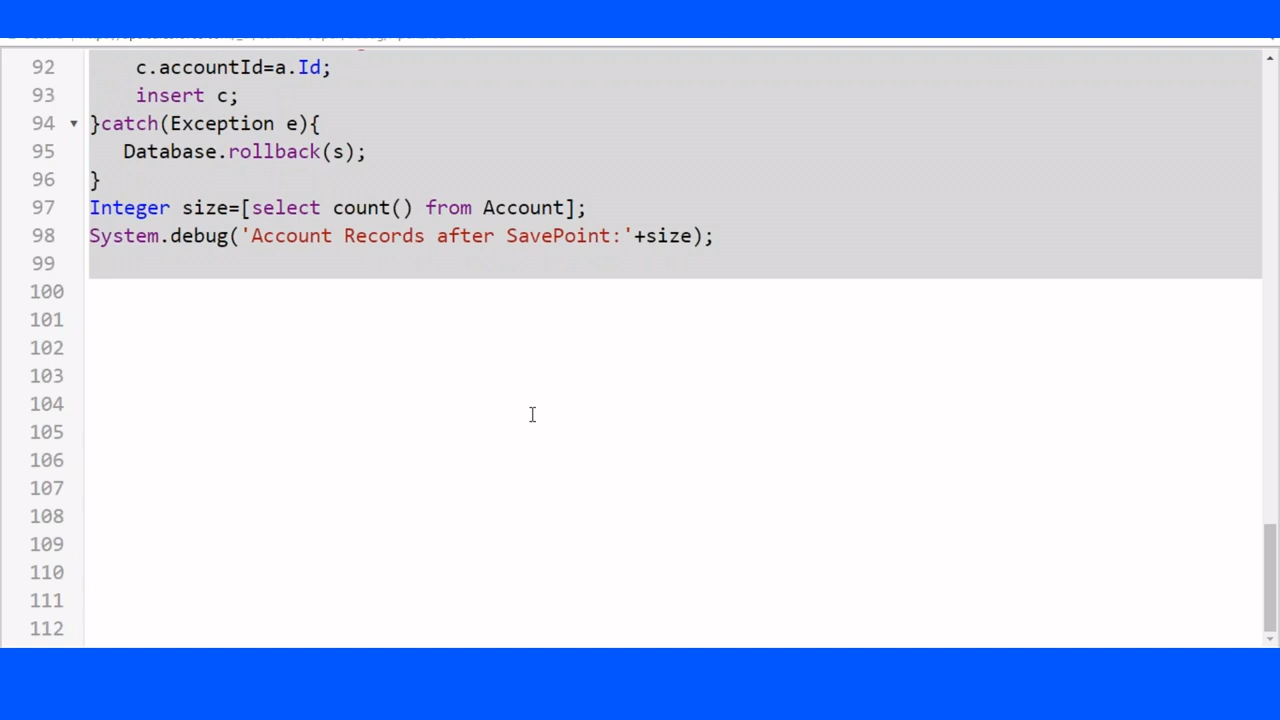 92 c.accountId=a.Id;
93 insert c;
94 }catch(Exception e){
95 Database.rollback(s);
96 }
97 Integer size=[select count() from Account];
98 System.debug('Account Records after SavePoint:'+size);
99
100
101
102
103
104
105
106
107
108
109
110
111
112